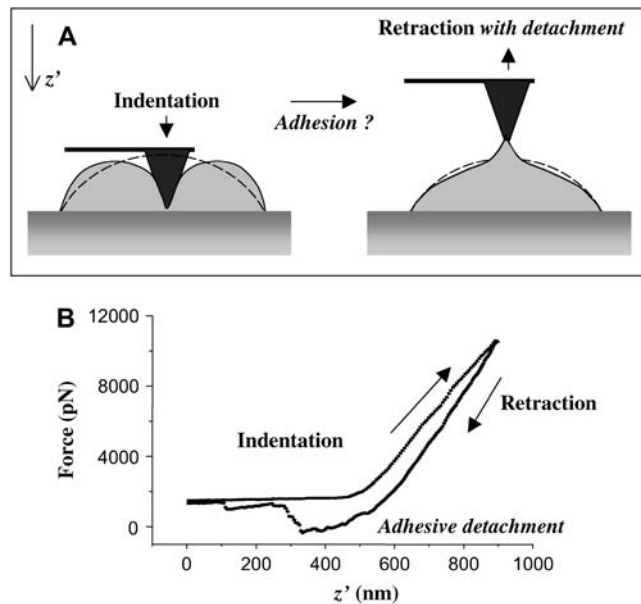 A
z'
Indentation
Adhesion ?
Retraction with detachment
B
Force (pN)
12000
8000
4000
0
Indentation
Retraction
Adhesive detachment
0 200 400 600 800 1000
z' (nm)